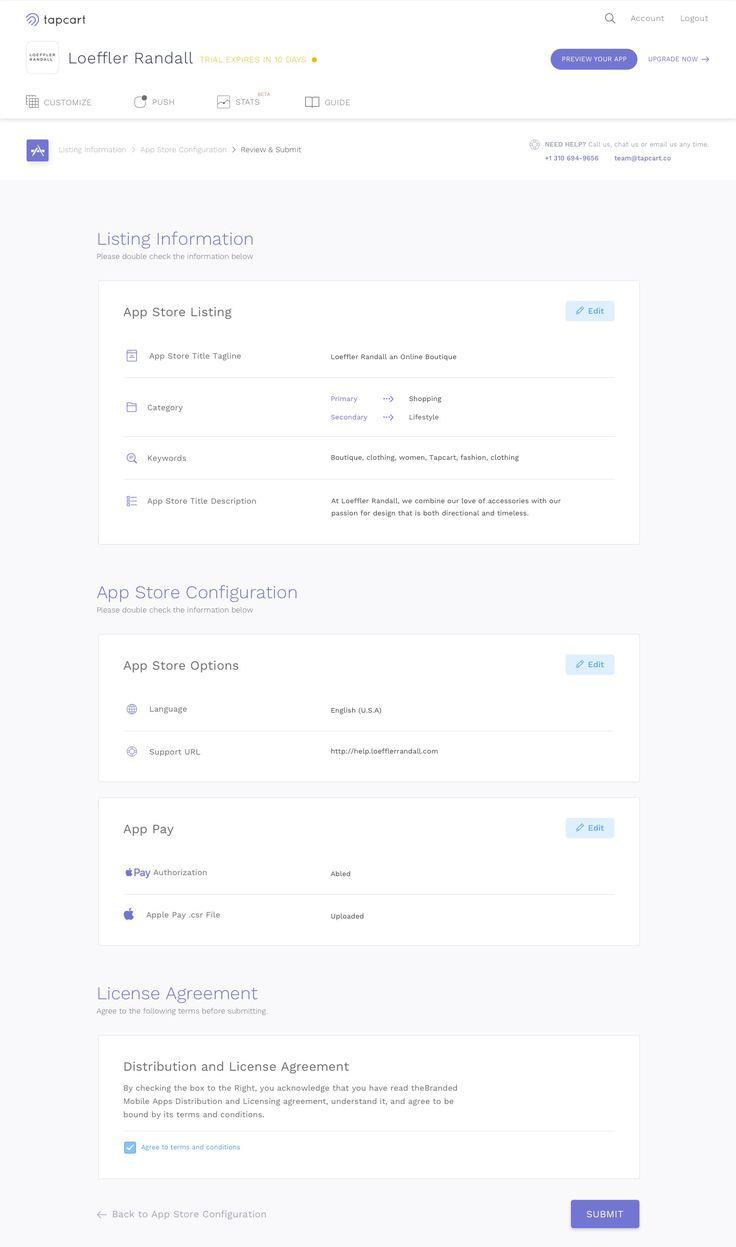 tapcart
Account
Logout
LOEFFLER
RANDALL
Loeffler Randall
TRIAL EXPIRES IN 10 DAYS
PREVIEW YOUR APP
UPGRADE NOW
CUSTOMIZE
PUSH
STATS
BETA
GUIDE
Listing Information > App Store Configuration > Review & Submit
NEED HELP? Call us, chat us or email us any time.
+1 310 694-9656 team@tapcart.co
Listing Information
Please double check the information below
App Store Listing
Edit
App Store Title Tagline
Loeffler Randall an Online Boutique
Category
Primary
Shopping
Secondary
Lifestyle
Keywords
Boutique, clothing, women, Tapcart, fashion, clothing
App Store Title Description
At Loeffler Randall, we combine our love of accessories with our
passion for design that is both directional and timeless.
App Store Configuration
Please double check the information below
App Store Options
Edit
Language
English (U.S.A)
Support URL
http://help.loefflerrandall.com
App Pay
Edit
Pay Authorization
Abled
Apple Pay .csr File
Uploaded
License Agreement
Agree to the following terms before submitting.
Distribution and License Agreement
By checking the box to the Right, you acknowledge that you have read theBranded
Mobile Apps Distribution and Licensing agreement, understand it, and agree to be
bound by its terms and conditions.
Agree to terms and conditions
Back to App Store Configuration
SUBMIT